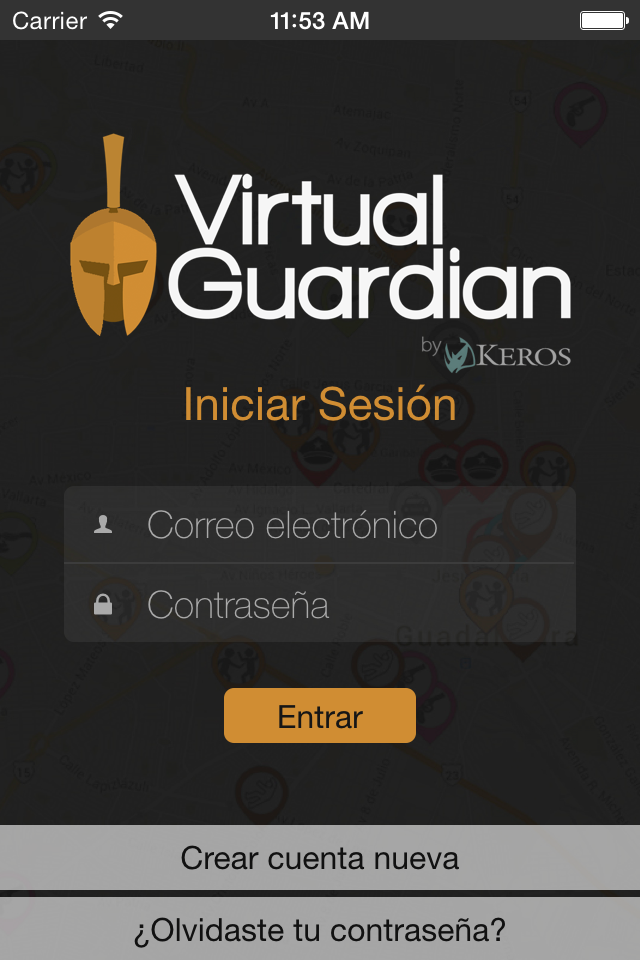 Carrier 11:53 AM
Virtual
Guardian
by KEROS
Iniciar Sesión
Correo electrónico
Contraseña
Entrar
Crear cuenta nueva
¿Olvidaste tu contraseña?